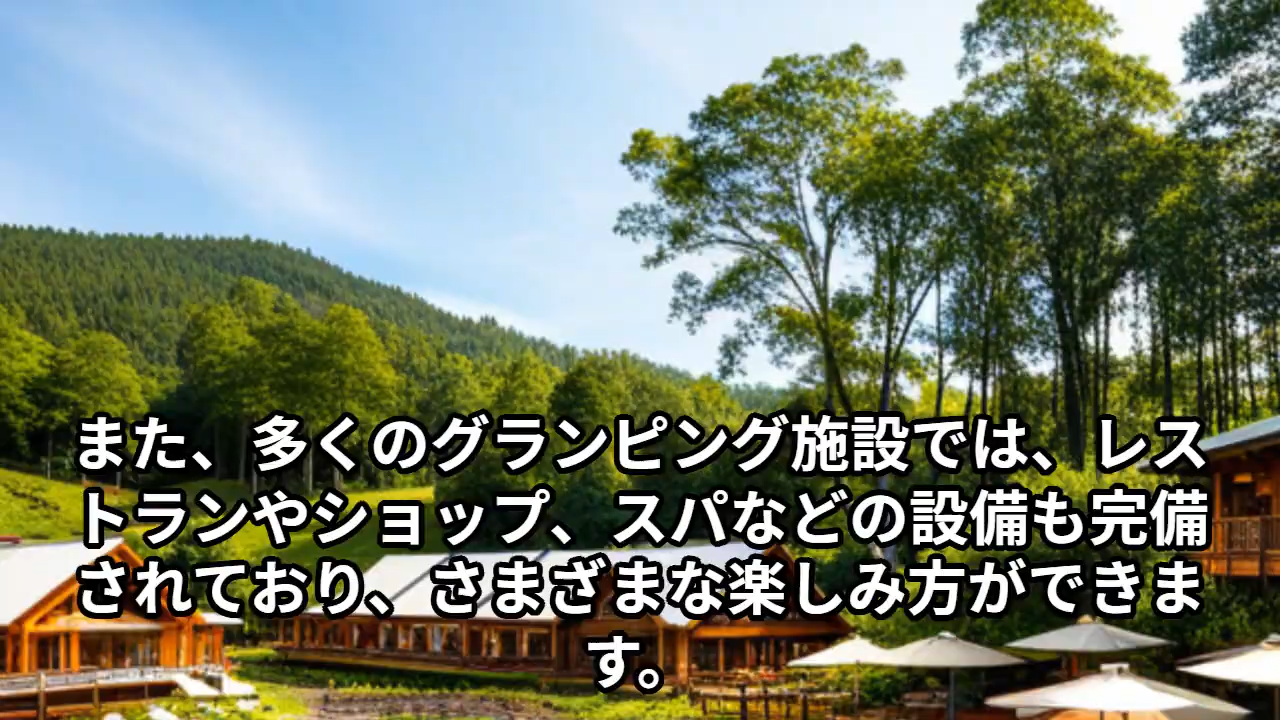 また、多くのグランピング施設では、レス
トランやショップ、スパなどの設備も完備
されており、さまざまな楽しみ方ができま
す。